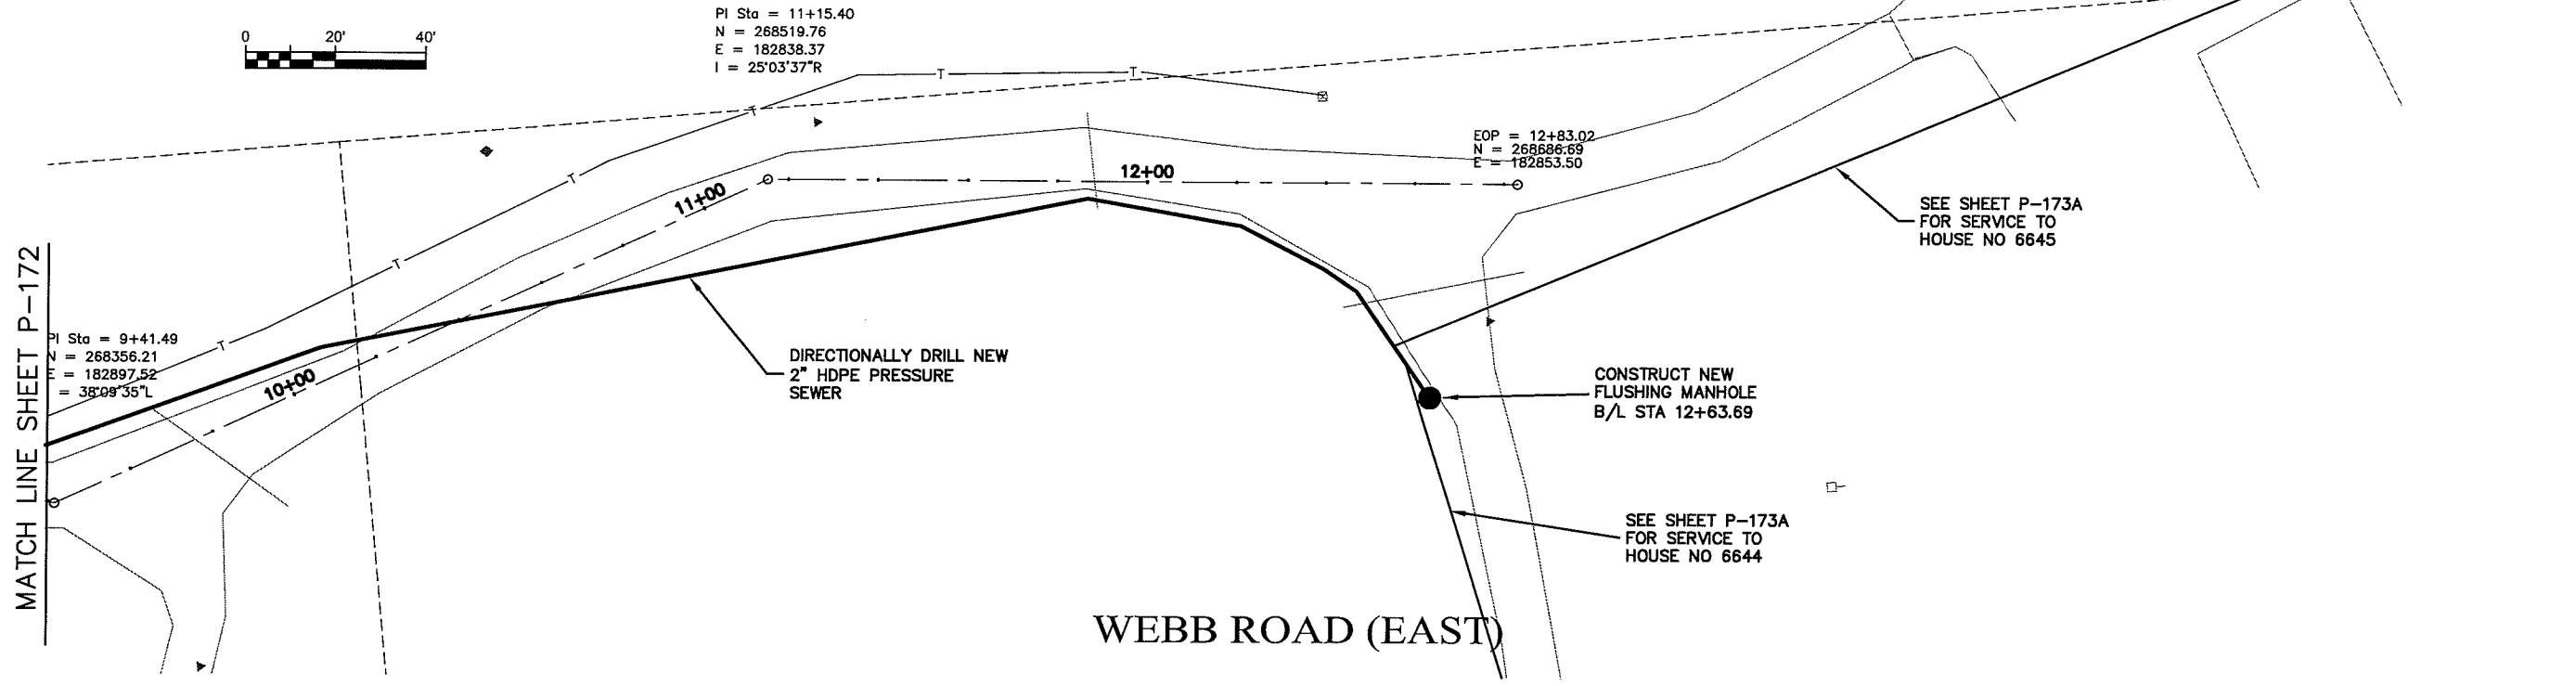 0 20' 40'
PI Sta = 11+15.40
N = 268519.76
E = 182838.37
I = 25°03'37"R
T
T
T
T
T
T
T
EOP = 12+83.02
N = 268686.69
E = 182853.50
12+00
11+00
10+00
SEE SHEET P-173A
FOR SERVICE TO
HOUSE NO 6645
MATCH LINE SHEET P-172
PI Sta = 9+41.49
N = 268356.21
E = 182897.52
= 38°09'35"L
DIRECTIONALLY DRILL NEW
2" HDPE PRESSURE
SEWER
CONSTRUCT NEW
FLUSHING MANHOLE
B/L STA 12+63.69
SEE SHEET P-173A
FOR SERVICE TO
HOUSE NO 6644
WEBB ROAD (EAST)